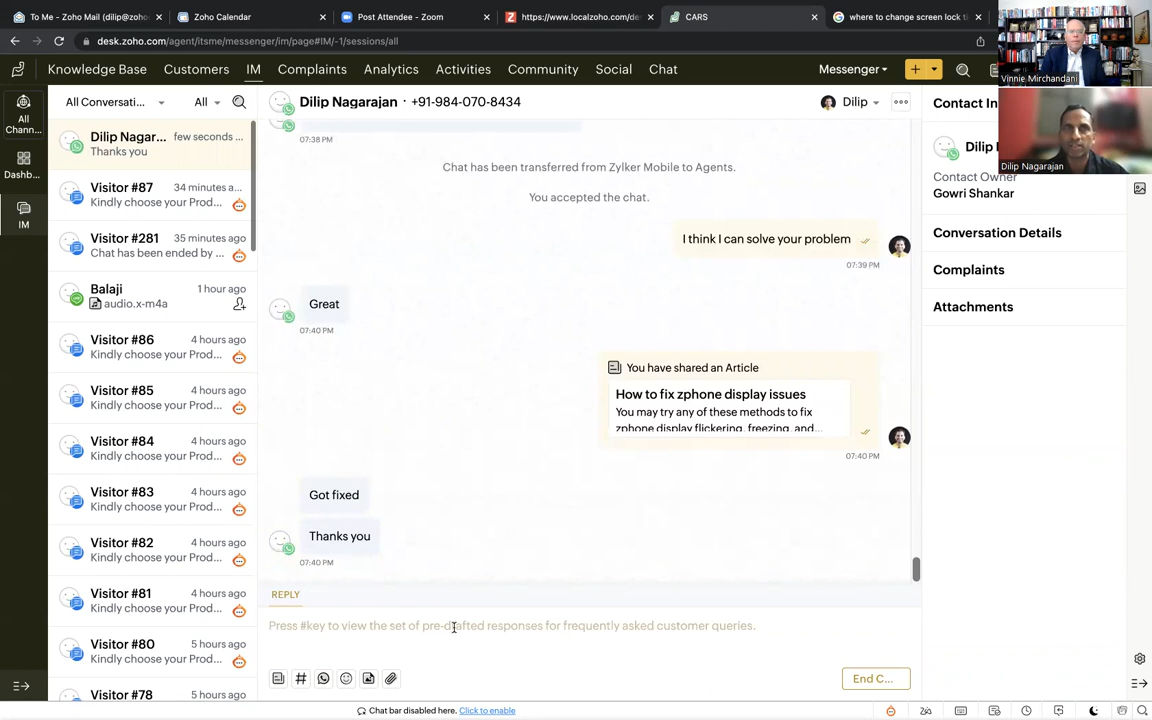 To Me - Zoho Mail (dilip@zoho
Zoho Calendar
Post Attendee - Zoom
https://www.localzoho.com/de
CARS
where to change screen lock ti
desk.zoho.com/agent/itsme/messenger/im/page#IM/-1/sessions/all
Knowledge Base
Customers
IM
Complaints
Analytics
Activities
Community
Social
Chat
Messenger
Vinnie Mirchandani
Dilip Nagarajan
All
Chann...
Dashb...
IM
All Conversati...
All
Dilip Nagar...
few seconds ...
Thanks you
Visitor #87
34 minutes a...
Kindly choose your Prod...
Visitor #281
35 minutes ago
Chat has been ended by ...
Balaji
1 hour ago
audio.x-m4a
Visitor #86
4 hours ago
Kindly choose your Prod...
Visitor #85
4 hours ago
Kindly choose your Prod...
Visitor #84
4 hours ago
Kindly choose your Prod...
Visitor #83
4 hours ago
Kindly choose your Prod...
Visitor #82
4 hours ago
Kindly choose your Prod...
Visitor #81
4 hours ago
Kindly choose your Prod...
Visitor #80
5 hours ago
Kindly choose your Prod...
Visitor #78
5 hours ago
Dilip Nagarajan · +91-984-070-8434
Dilip
07:38 PM
Chat has been transferred from Zylker Mobile to Agents.
You accepted the chat.
I think I can solve your problem
07:39 PM
Great
07:40 PM
You have shared an Article
How to fix zphone display issues
You may try any of these methods to fix
zphone display flickering, freezing, and...
07:40 PM
Got fixed
Thanks you
07:40 PM
REPLY
Press #key to view the set of pre-drafted responses for frequently asked customer queries.
End C...
Contact In
Dilip
Contact Owner
Gowri Shankar
Conversation Details
Complaints
Attachments
Chat bar disabled here. Click to enable